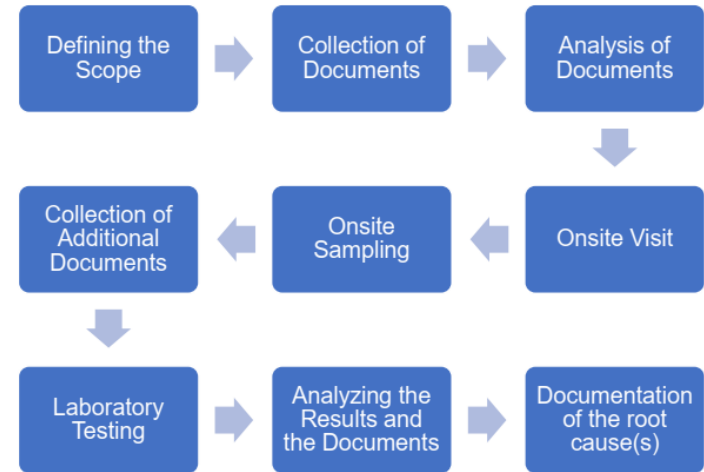 Defining the
Scope
Collection of
Documents
Analysis of
Documents
Onsite Visit
Onsite
Sampling
Collection of
Additional
Documents
Laboratory
Testing
Analyzing the
Results and
the Documents
Documentation
of the root
cause(s)